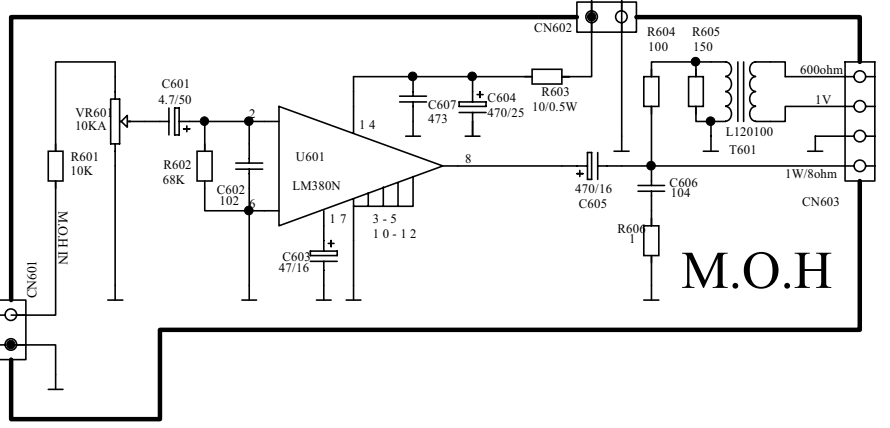 CN602
R604
100
R605
150
600ohm
C601
4.7/50
C607
473
C604
470/25
R603
10/0.5W
1V
VR601
10KA
2
14
L120100
T601
R601
10K
R602
68K
U601
LM380N
8
C602
102
6
470/16
C605
C606
104
1W/8ohm
CN603
1 7
3-5
10-12
M.O.H IN
C603
47/16
R606
1
M.O.H
CN601